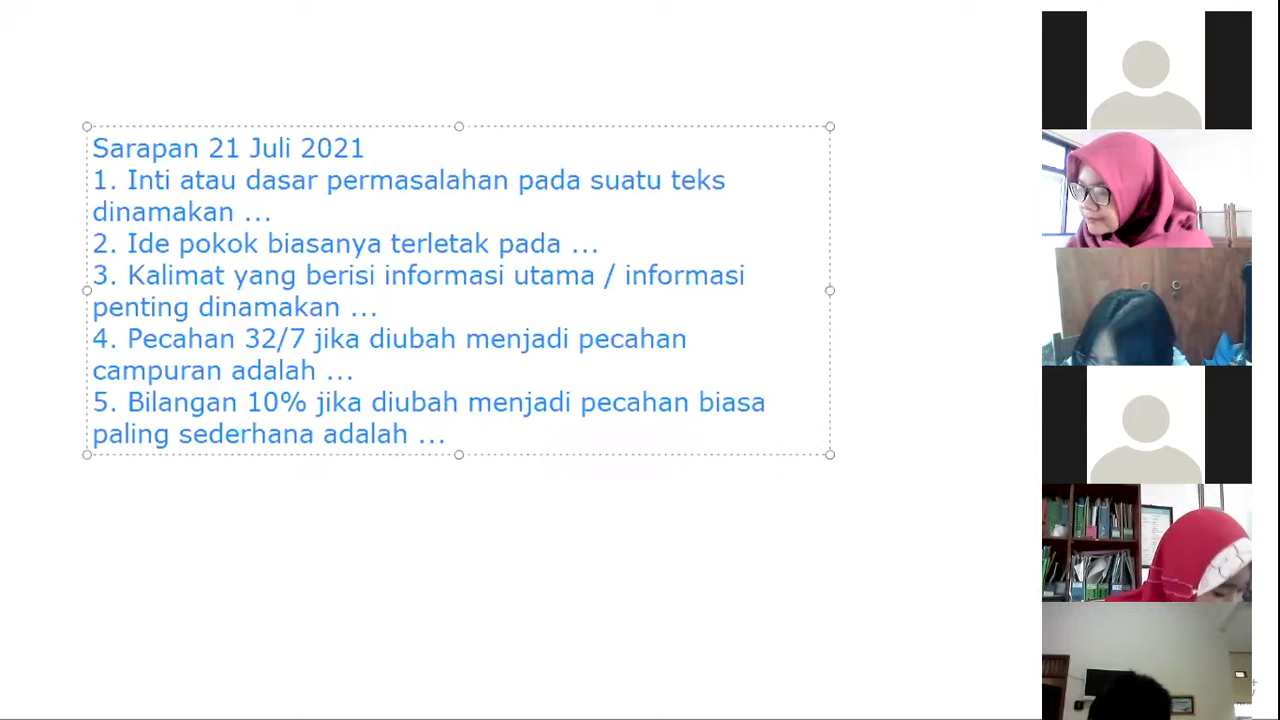 Sarapan 21 Juli 2021
1. Inti atau dasar permasalahan pada suatu teks
dinamakan ...
2. Ide pokok biasanya terletak pada ...
3. Kalimat yang berisi informasi utama / informasi
penting dinamakan ...
4. Pecahan 32/7 jika diubah menjadi pecahan
campuran adalah ...
5. Bilangan 10% jika diubah menjadi pecahan biasa
paling sederhana adalah ...